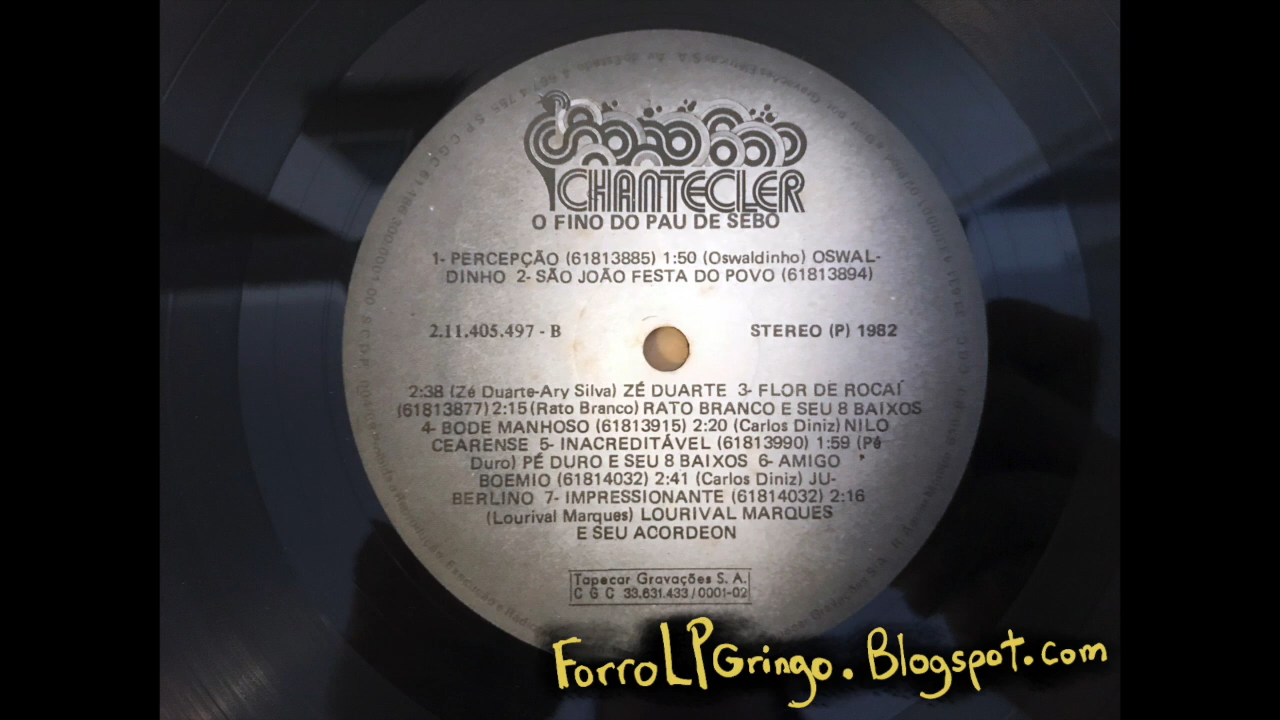 CHANTECLER
O FINO DO PAU DE SEBO
1- PERCEPÇÃO (61813885) 1:50 (Oswaldinho) OSWAL-
DINHO 2- SÃO JOÃO FESTA DO POVO (61813894)
2.11.405.497 - B STEREO (P) 1982
2:38 (Zé Duarte-Ary Silva) ZÉ DUARTE 3- FLOR DE ROCAÍ
(61813877) 2:15 (Rato Branco) RATO BRANCO E SEU 8 BAIXOS
4- BODE MANHOSO (61813915) 2:20 (Carlos Diniz) NILO
CEARENSE 5- INACREDITÁVEL (61813990) 1:59 (Pé
Duro) PÉ DURO E SEU 8 BAIXOS 6- AMIGO
BOEMIO (61814032) 2:41 (Carlos Diniz) JU-
BERLINO 7- IMPRESSIONANTE (61814032) 2:16
(Lourival Marques) LOURIVAL MARQUES
E SEU ACORDEON
Tapecar Gravações S. A.
C G C 33.631.433/0001-02
ForroLPGringo.Blogspot.com